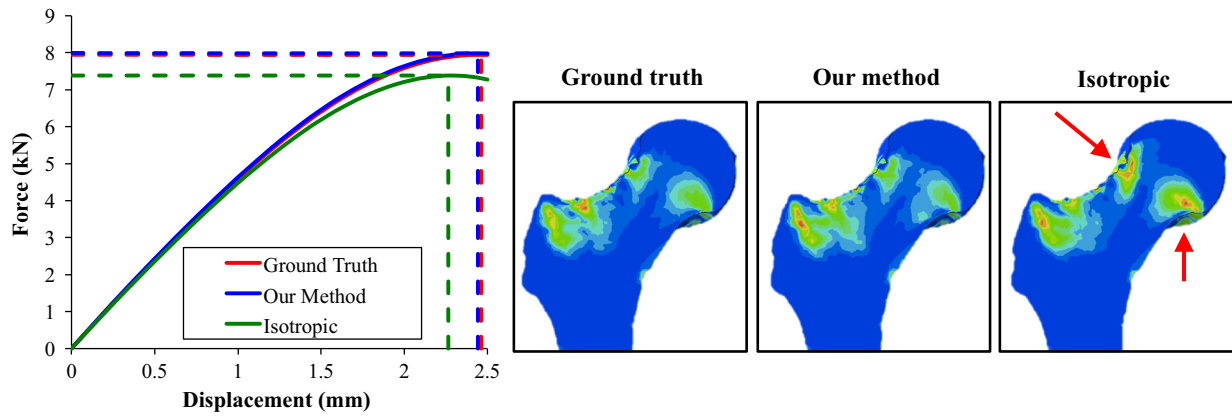 9
8
7
6
5
4
3
2
1
0
Force (kN)
Ground Truth
Our Method
Isotropic
0 0.5 1 1.5 2 2.5
Displacement (mm)
Ground truth Our method Isotropic